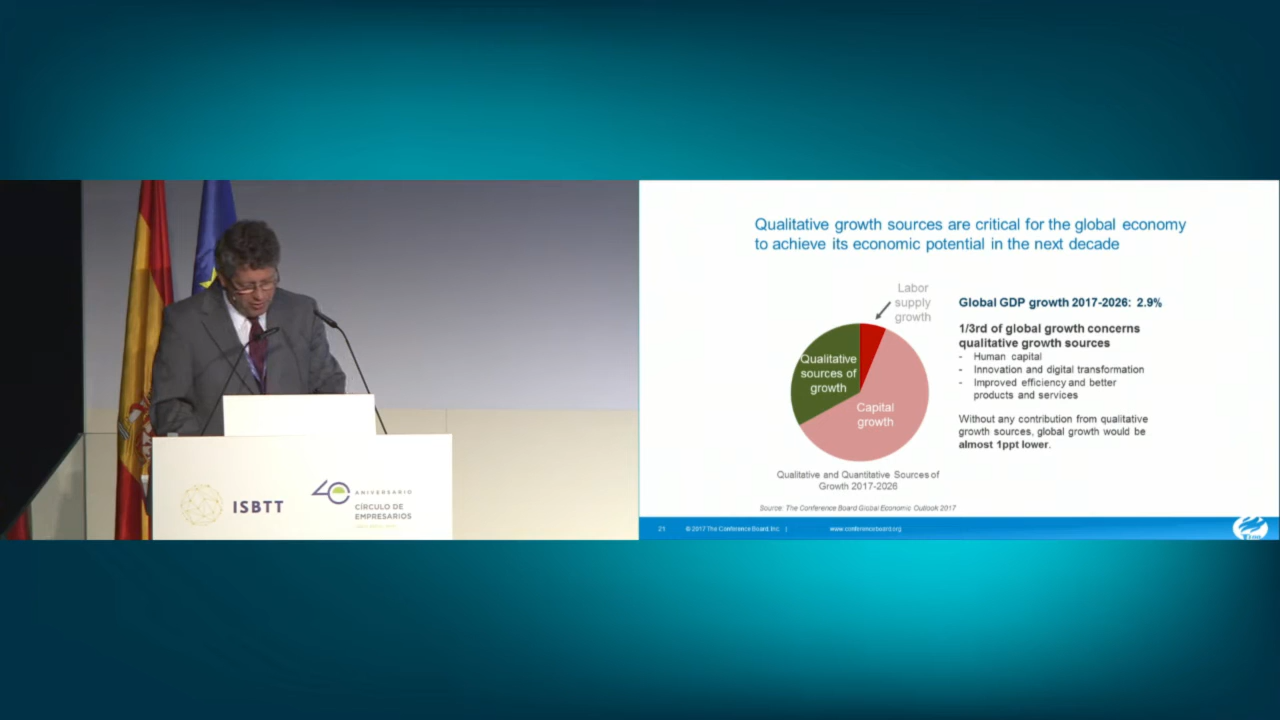 ISBTT
40
ANIVERSARIO
CÍRCULO DE
EMPRESARIOS
Qualitative growth sources are critical for the global economy
to achieve its economic potential in the next decade
Labor
supply
growth
Qualitative
sources of
growth
Capital
growth
Qualitative and Quantitative Sources of
Growth 2017-2026
Global GDP growth 2017-2026: 2.9%
1/3rd of global growth concerns
qualitative growth sources
- Human capital
- Innovation and digital transformation
- Improved efficiency and better
products and services
Without any contribution from qualitative
growth sources, global growth would be
almost 1ppt lower.
Source: The Conference Board Global Economic Outlook 2017
21 © 2017 The Conference Board, Inc. | www.conferenceboard.org